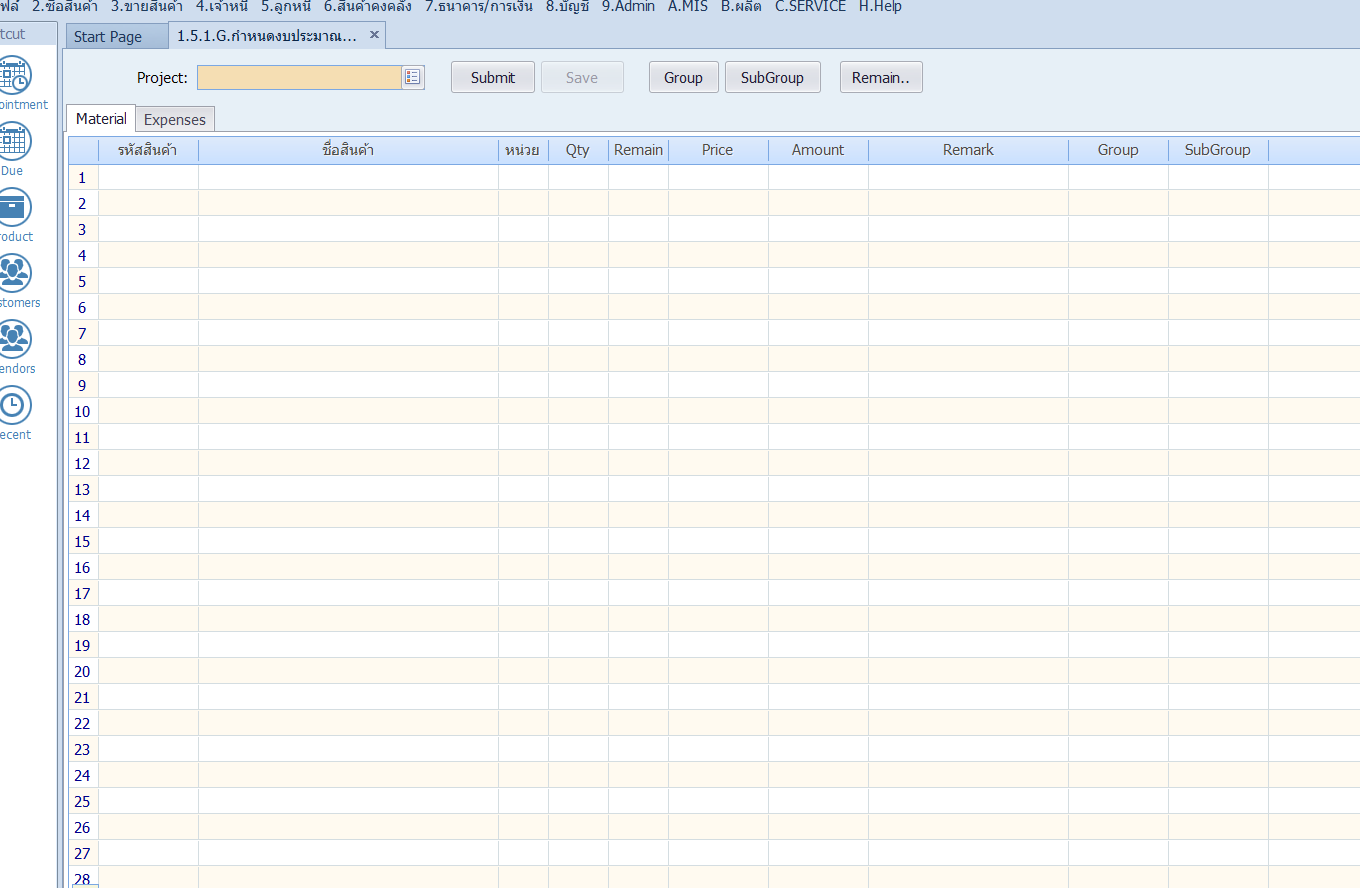 ฟล์ 2.ซื้อสินค้า 3.ขายสินค้า 4.เจ้าหนี้ 5.ลูกหนี้ 6.สินค้าคงคลัง 7.ธนาคาร/การเงิน 8.บัญชี 9.Admin A.MIS B.ผลิต C.SERVICE H.Help
tcut
Start Page 1.5.1.G.กำหนดงบประมาณ...
Project: Submit Save Group SubGroup Remain..
ointment
Material Expenses
รหัสสินค้า ชื่อสินค้า หน่วย Qty Remain Price Amount Remark Group SubGroup
Due
oduct
stomers
endors
ecent
1
2
3
4
5
6
7
8
9
10
11
12
13
14
15
16
17
18
19
20
21
22
23
24
25
26
27
28